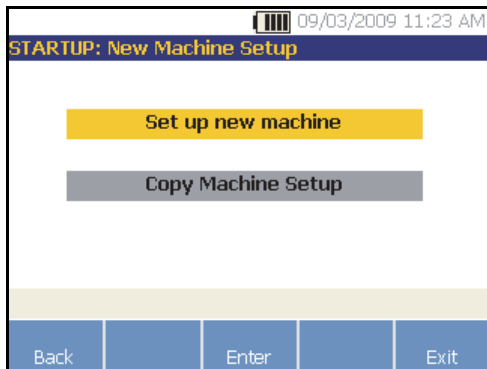 09/03/2009 11:23 AM
STARTUP: New Machine Setup
Set up new machine
Copy Machine Setup
Back Enter Exit